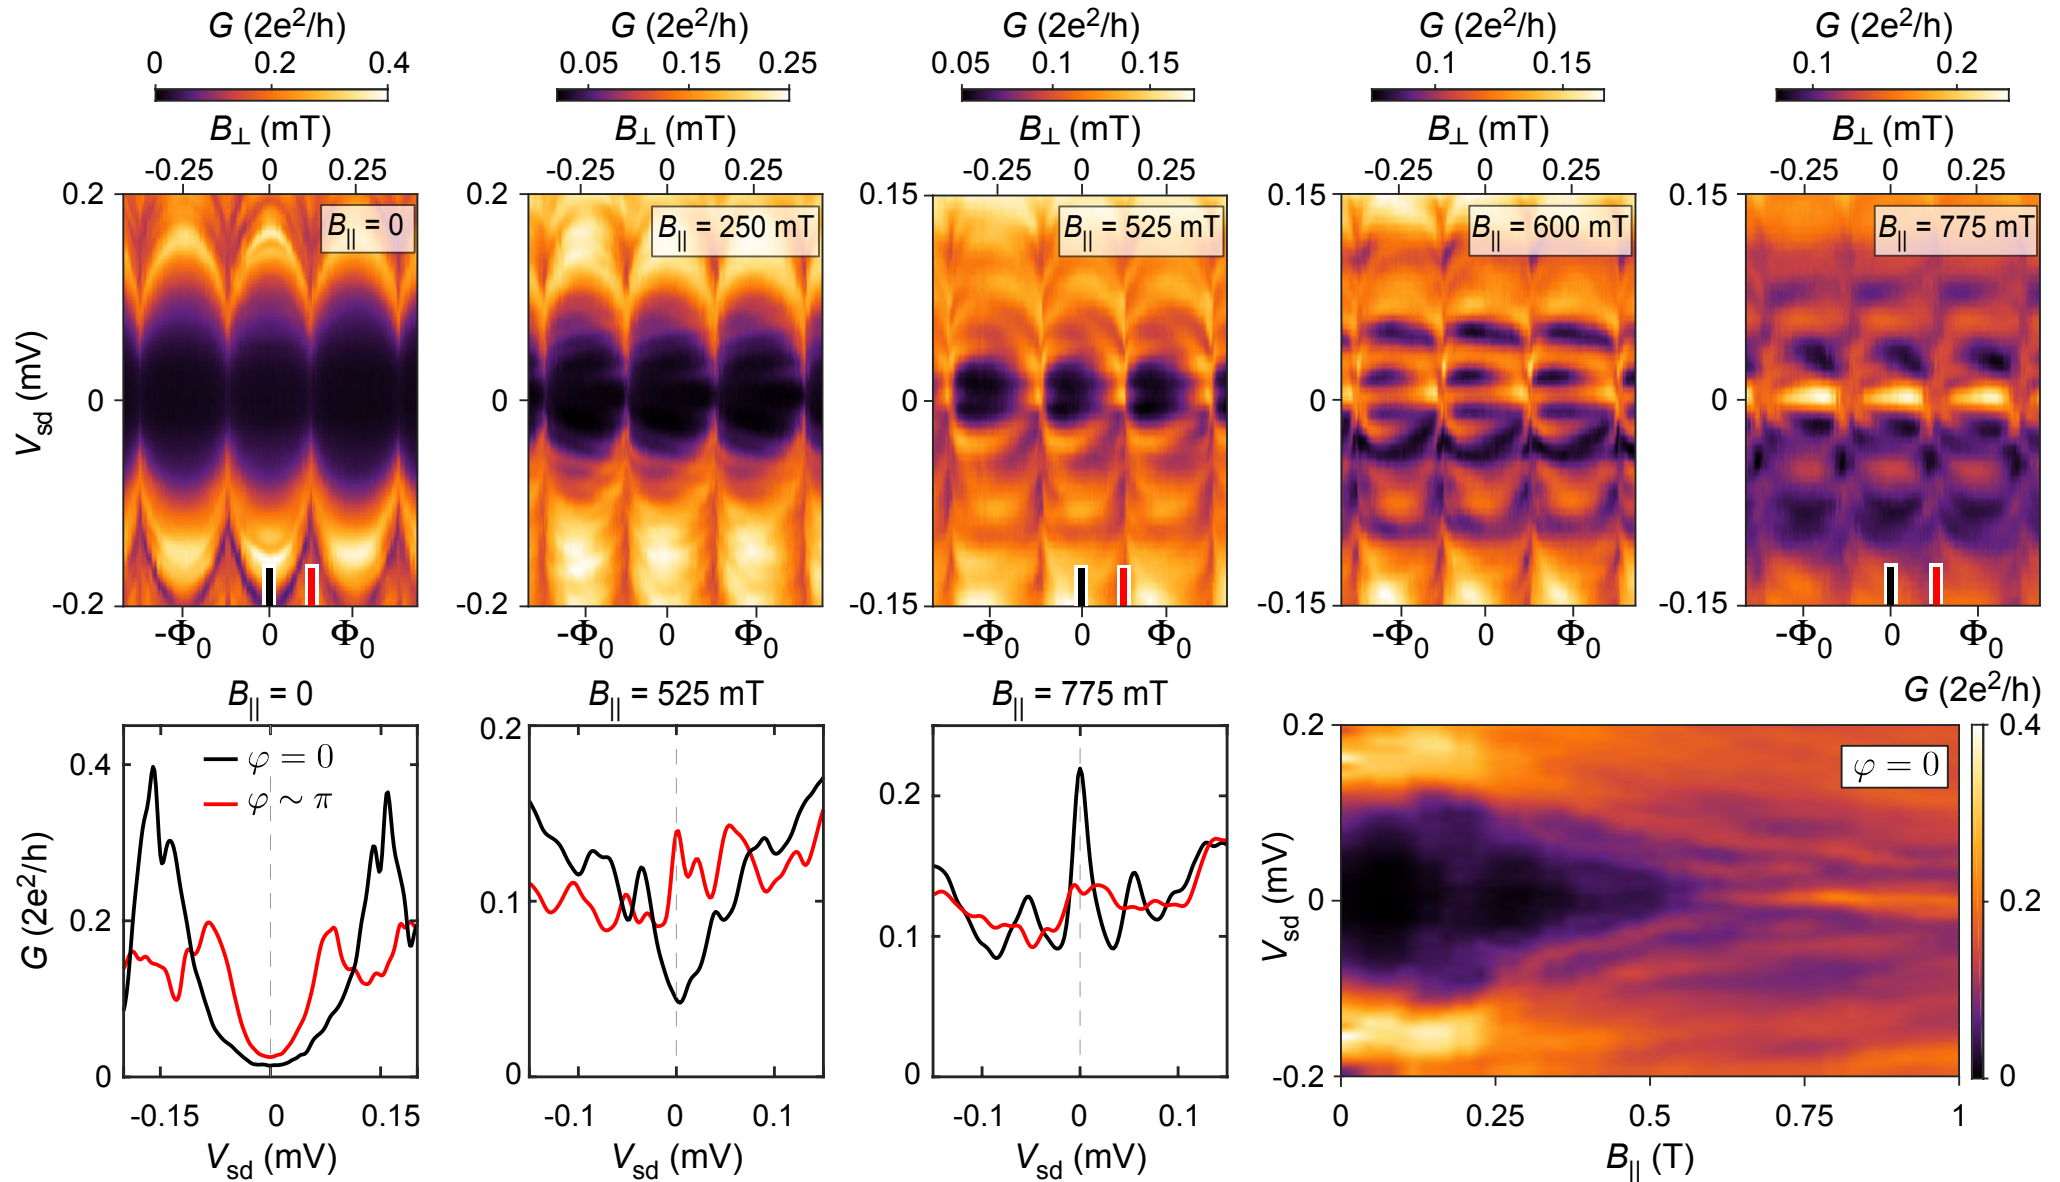 G (2e²/h)
0 0.2 0.4
B⊥ (mT)
-0.25 0 0.25
G (2e²/h)
0.05 0.15 0.25
B⊥ (mT)
-0.25 0 0.25
G (2e²/h)
0.05 0.1 0.15
B⊥ (mT)
-0.25 0 0.25
G (2e²/h)
0.1 0.15
B⊥ (mT)
-0.25 0 0.25
G (2e²/h)
0.1 0.2
B⊥ (mT)
-0.25 0 0.25
V_sd (mV)
0.2
0
-0.2
B_|| = 0
-Φ₀ 0 Φ₀
0.2
0
-0.2
B_|| = 250 mT
-Φ₀ 0 Φ₀
0.15
0
-0.15
B_|| = 525 mT
-Φ₀ 0 Φ₀
0.15
0
-0.15
B_|| = 600 mT
-Φ₀ 0 Φ₀
0.15
0
-0.15
B_|| = 775 mT
-Φ₀ 0 Φ₀
B_|| = 0
G (2e²/h)
0.4
0.2
0
φ = 0
φ ∼ π
-0.15 0 0.15
V_sd (mV)
B_|| = 525 mT
0.2
0.1
0
-0.1 0 0.1
V_sd (mV)
B_|| = 775 mT
0.2
0.1
0
-0.1 0 0.1
V_sd (mV)
G (2e²/h)
0.4
0.2
0
V_sd (mV)
0.2
0
-0.2
φ = 0
0 0.25 0.5 0.75 1
B_|| (T)